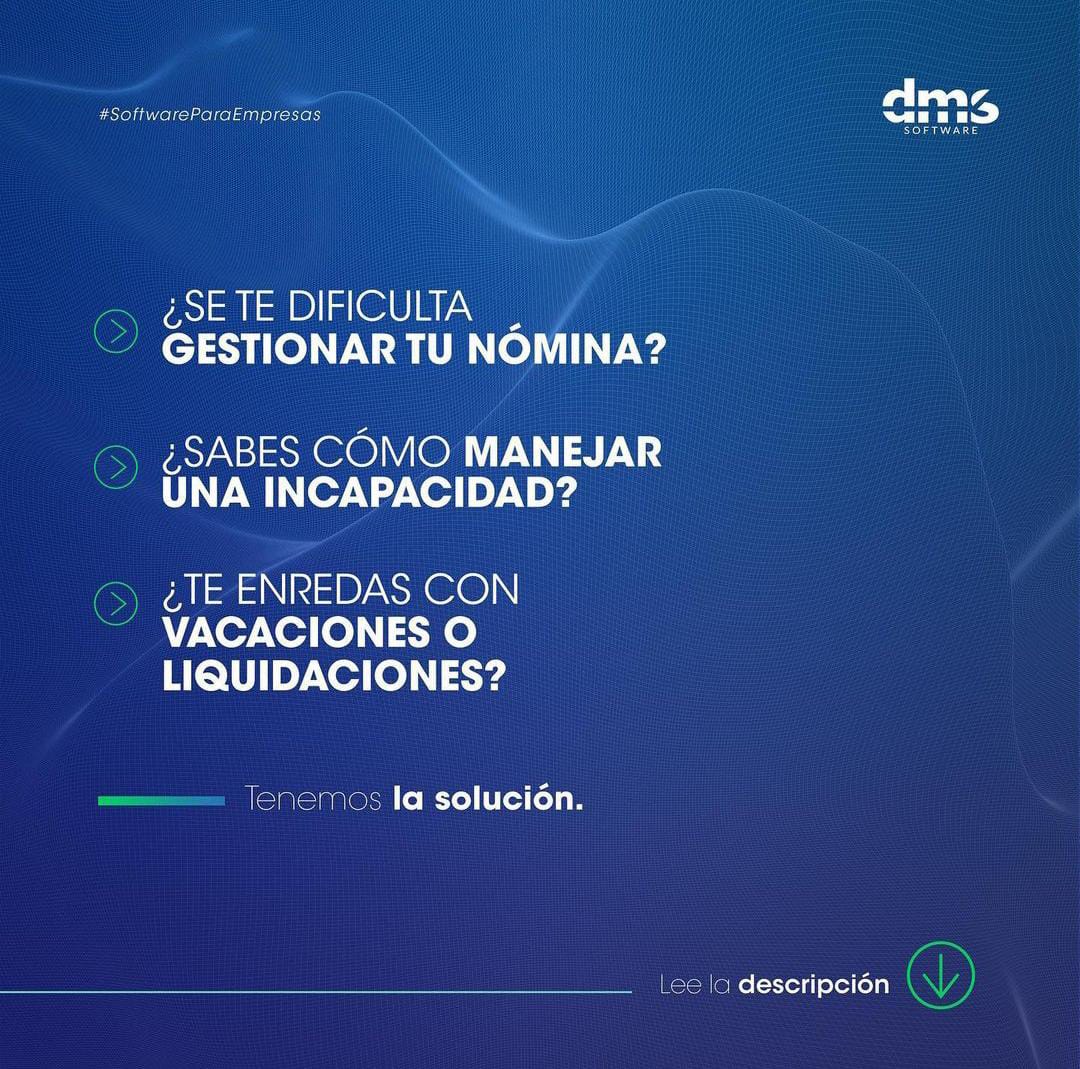 #SoftwareParaEmpresas
dms
SOFTWARE
¿SE TE DIFICULTA
GESTIONAR TU NÓMINA?
¿SABES CÓMO MANEJAR
UNA INCAPACIDAD?
¿TE ENREDAS CON
VACACIONES O
LIQUIDACIONES?
Tenemos la solución.
Lee la descripción